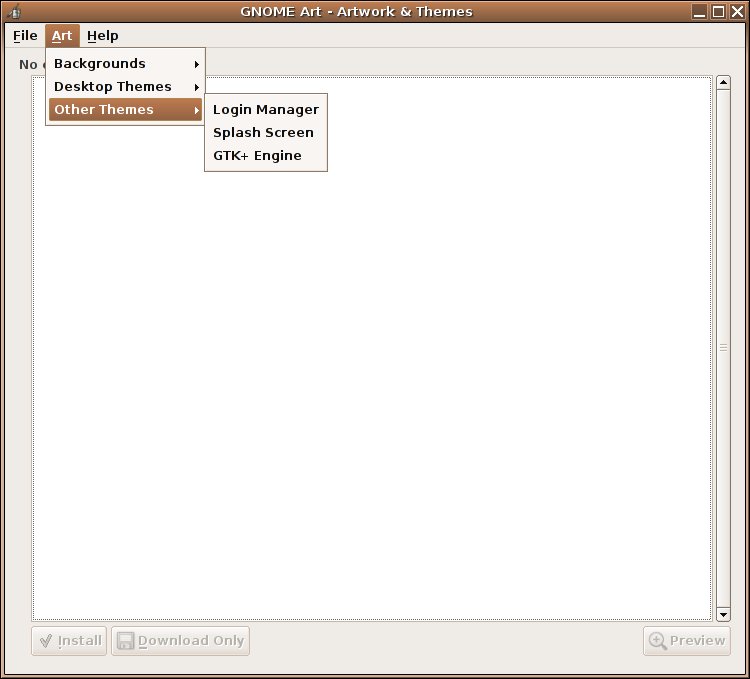 GNOME Art - Artwork & Themes
File Art Help
No
Backgrounds
Desktop Themes
Other Themes
Login Manager
Splash Screen
GTK+ Engine
Install Download Only Preview